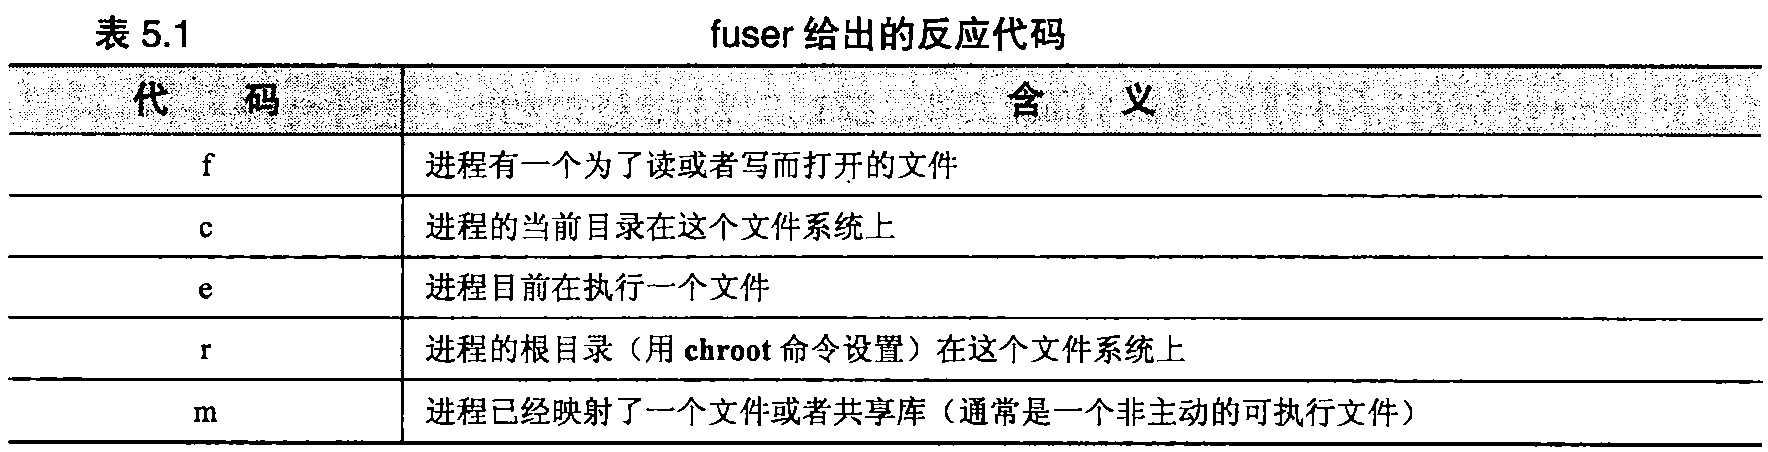 表 5.1 fuser 给出的反应代码
代 码 含 义
f 进程有一个为了读或者写而打开的文件
c 进程的当前目录在这个文件系统上
e 进程目前在执行一个文件
r 进程的根目录（用 chroot 命令设置）在这个文件系统上
m 进程已经映射了一个文件或者共享库（通常是一个非主动的可执行文件）